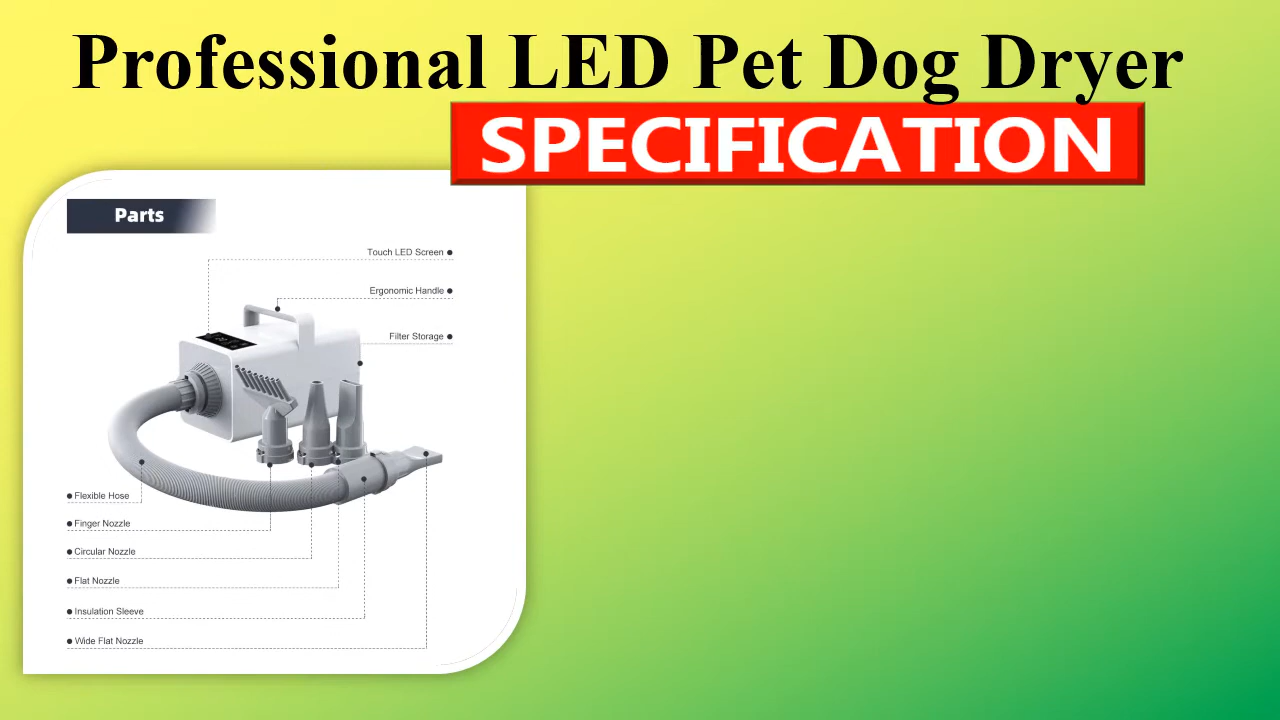 Professional LED Pet Dog Dryer
SPECIFICATION
Parts
Touch LED Screen
Ergonomic Handle
Filter Storage
Flexible Hose
Finger Nozzle
Circular Nozzle
Flat Nozzle
Insulation Sleeve
Wide Flat Nozzle